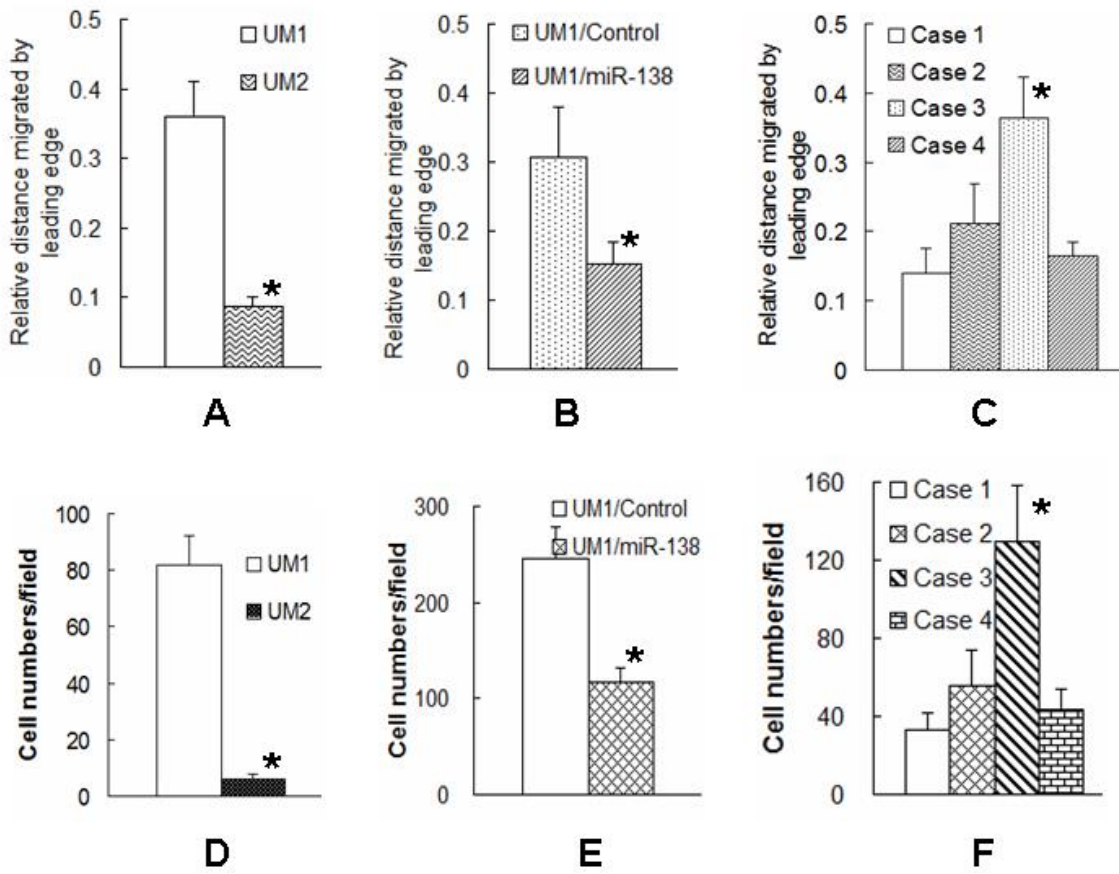 Relative distance migrated by
leading edge
0.5
0.4
0.3
0.2
0.1
0
UM1
UM2
*
A
Relative distance migrated by
leading edge
0.5
0.4
0.3
0.2
0.1
0
UM1/Control
UM1/miR-138
*
B
Relative distance migrated by
leading edge
0.5
0.4
0.3
0.2
0.1
0
Case 1
Case 2
Case 3
Case 4
*
C
Cell numbers/field
100
80
60
40
20
0
UM1
UM2
*
D
Cell numbers/field
300
200
100
0
UM1/Control
UM1/miR-138
*
E
Cell numbers/field
160
120
80
40
0
Case 1
Case 2
Case 3
Case 4
*
F